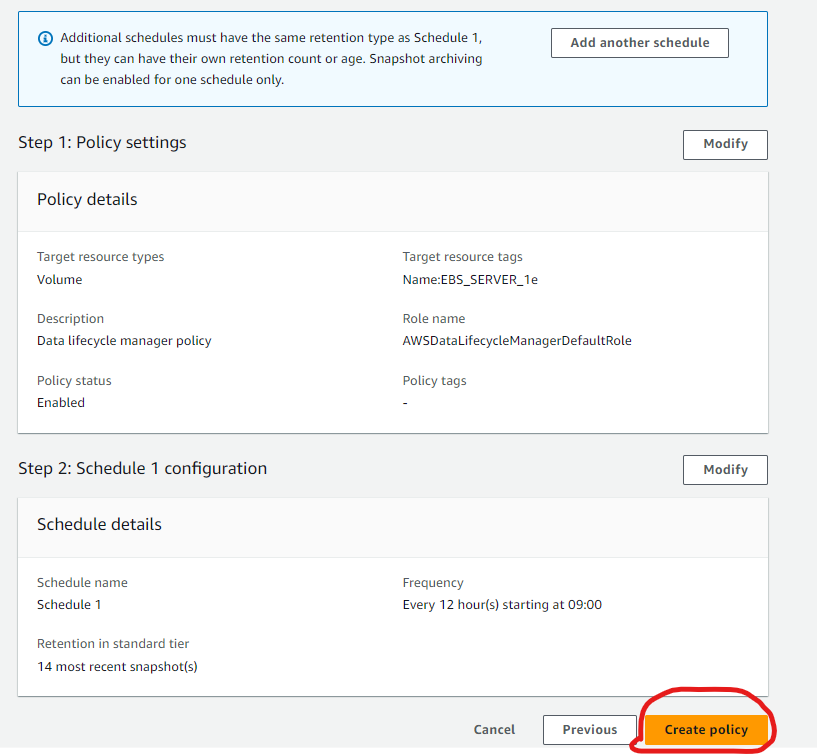 Additional schedules must have the same retention type as Schedule 1,
but they can have their own retention count or age. Snapshot archiving
can be enabled for one schedule only.
Add another schedule
Step 1: Policy settings
Modify
Policy details
Target resource types
Volume
Target resource tags
Name:EBS_SERVER_1e
Description
Data lifecycle manager policy
Role name
AWSDataLifecycleManagerDefaultRole
Policy status
Enabled
Policy tags
-
Step 2: Schedule 1 configuration
Modify
Schedule details
Schedule name
Schedule 1
Frequency
Every 12 hour(s) starting at 09:00
Retention in standard tier
14 most recent snapshot(s)
Cancel
Previous
Create policy